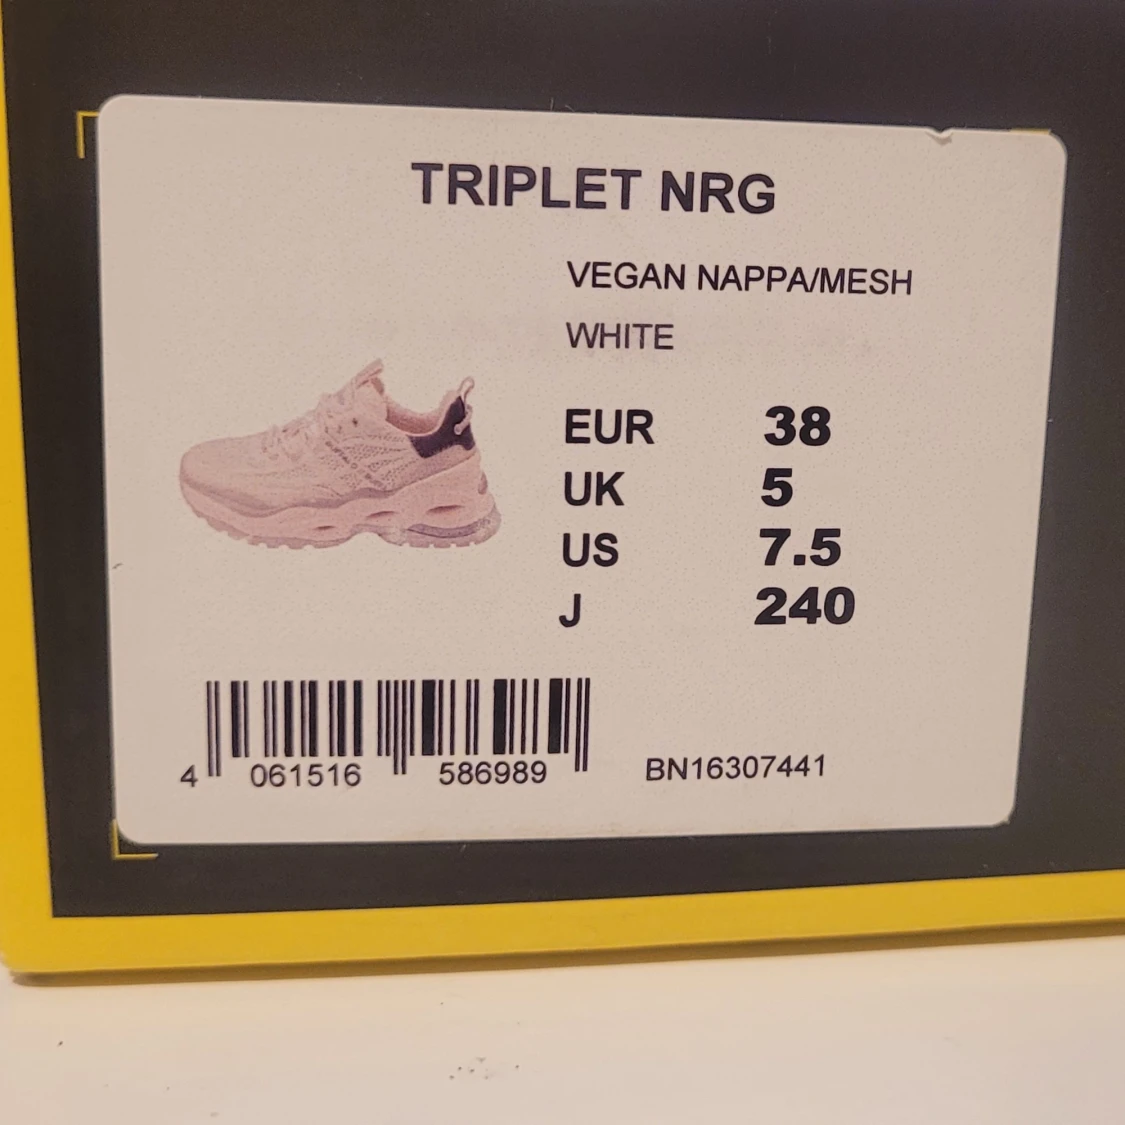 TRIPLET NRG
VEGAN NAPPA/MESH
WHITE
EUR 38
UK 5
US 7.5
J 240
4 061516 586989
BN16307441